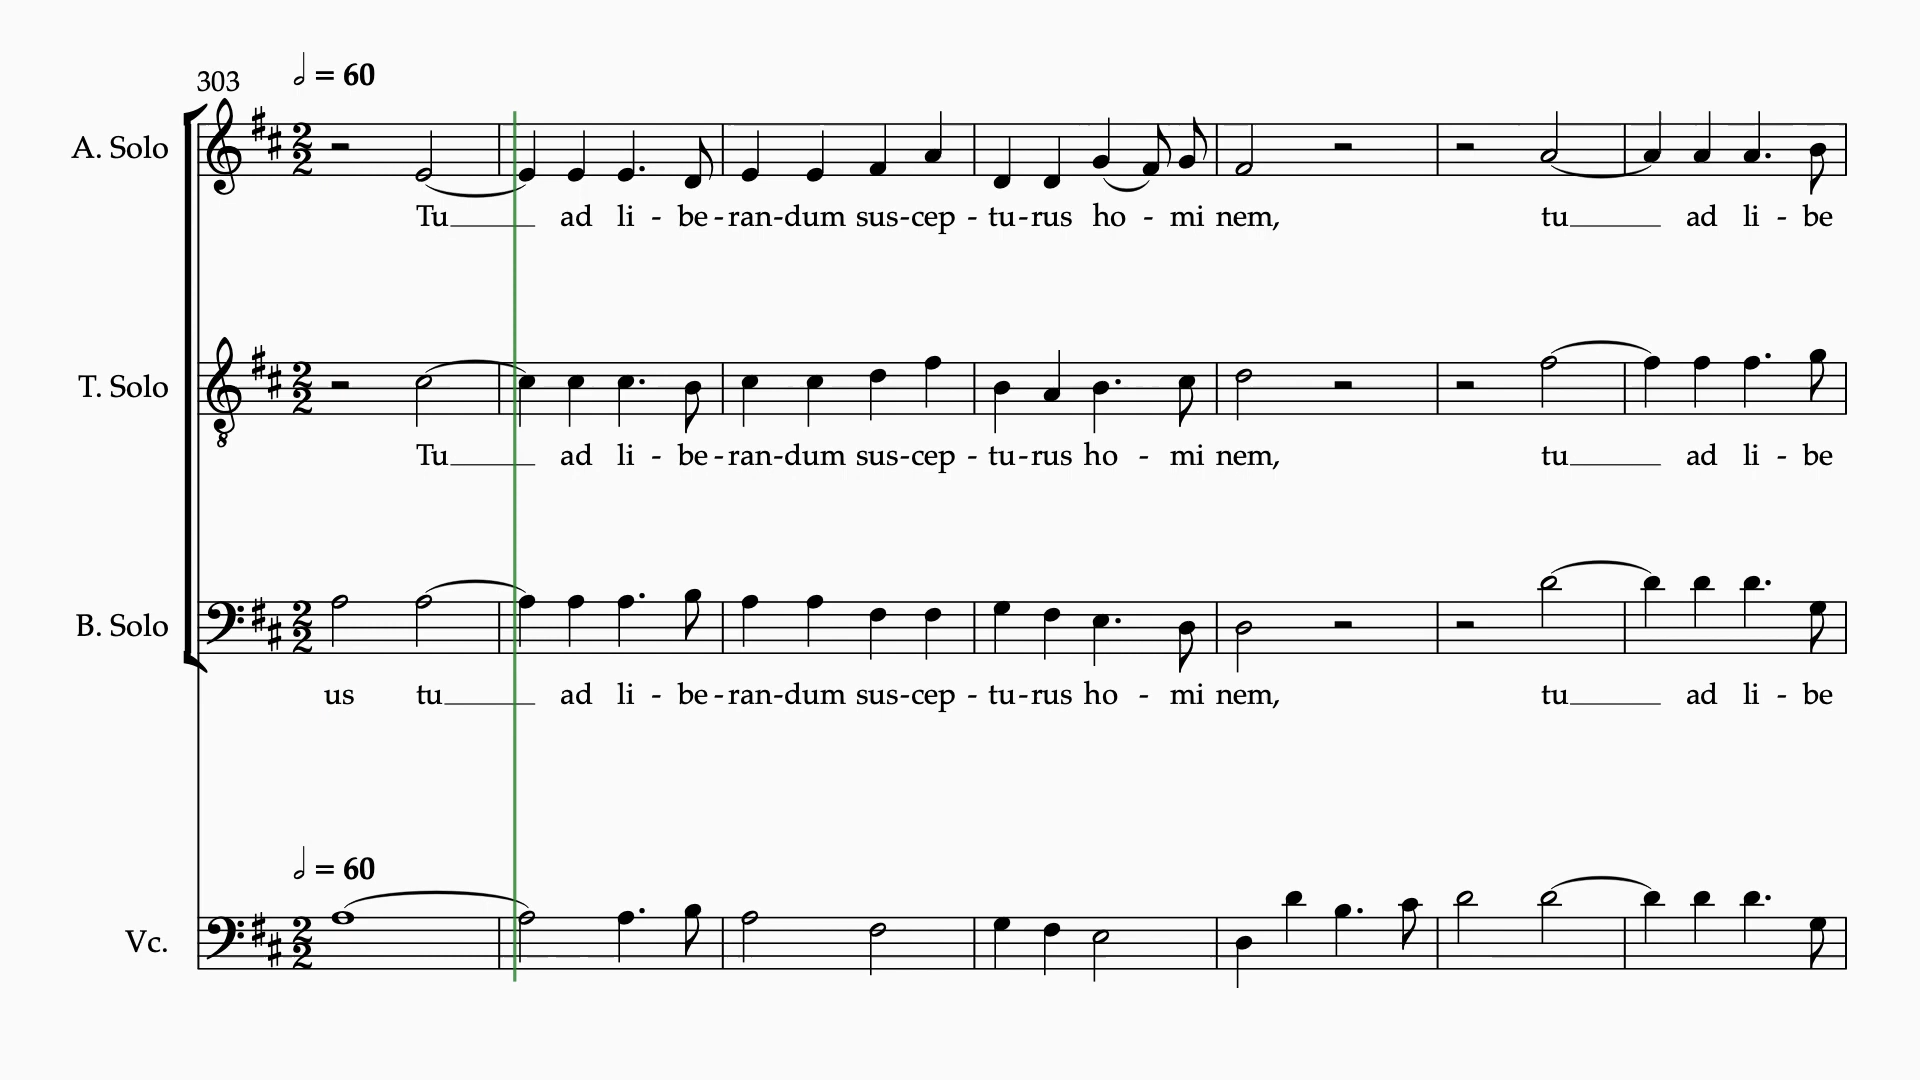 303 = 60
A. Solo
Tu ad li - be - ran - dum sus - cep - tu - rus ho - mi nem, tu ad li - be
T. Solo
Tu ad li - be - ran - dum sus - cep - tu - rus ho - mi nem, tu ad li - be
B. Solo
us tu ad li - be - ran - dum sus - cep - tu - rus ho - mi nem, tu ad li - be
= 60
Vc.